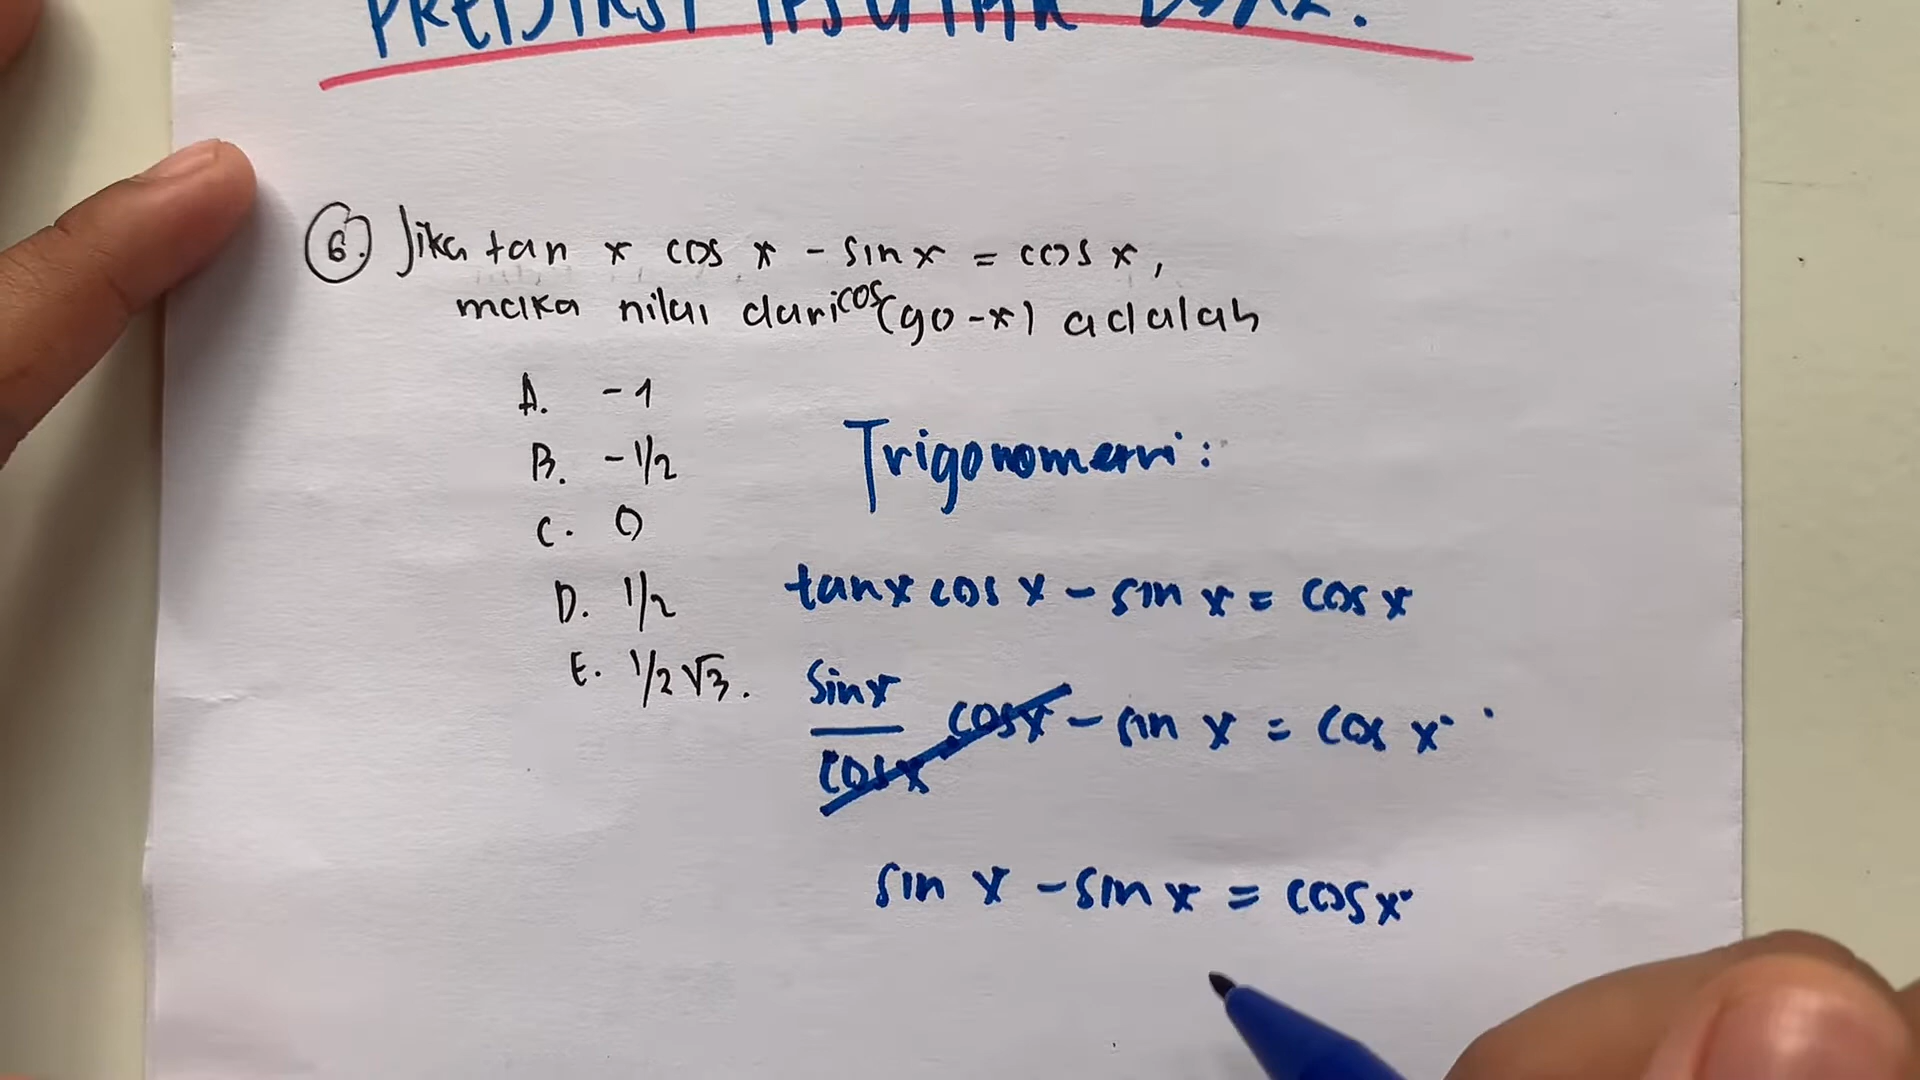 PREDIKSI
6. Jika tan x cos x - sin x = cos x,
maka nilai dari cos (90-x) adalah
A. -1
B. -1/2
C. 0
D. 1/2
E. 1/2 √3.
Trigonometri:
tan x cos x - sin x = cos x
sin x / cos x cos x - sin x = cos x
sin x - sin x = cos x